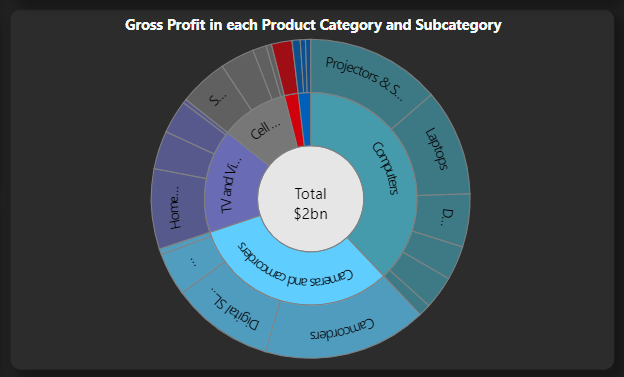 Gross Profit in each Product Category and Subcategory
Projectors & S...
Laptops
D...
Computers
Camcorders
Digital SL...
...
Cameras and camcorders
Home...
TV and Vi...
S...
Cell ...
Total
$2bn